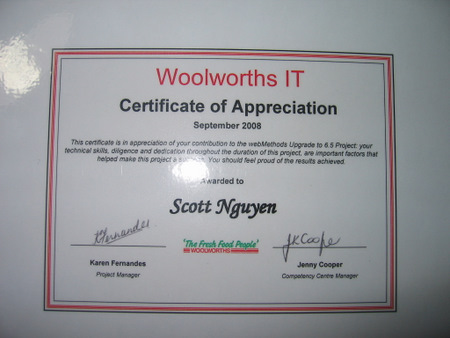 Woolworths IT
Certificate of Appreciation
September 2008
This certificate is in appreciation of your contribution to the webMethods Upgrade to 6.5 Project: your
technical skills, diligence and dedication throughout the duration of this project, are important factors that
helped make this project a You should feel proud of the results achieved.
Awarded to
Scott Nguyen
KFernandes
JKCooper
'The Fresh Food People'
WOOLWORTHS
Karen Fernandes
Jenny Cooper
Project Manager
Competency Centre Manager